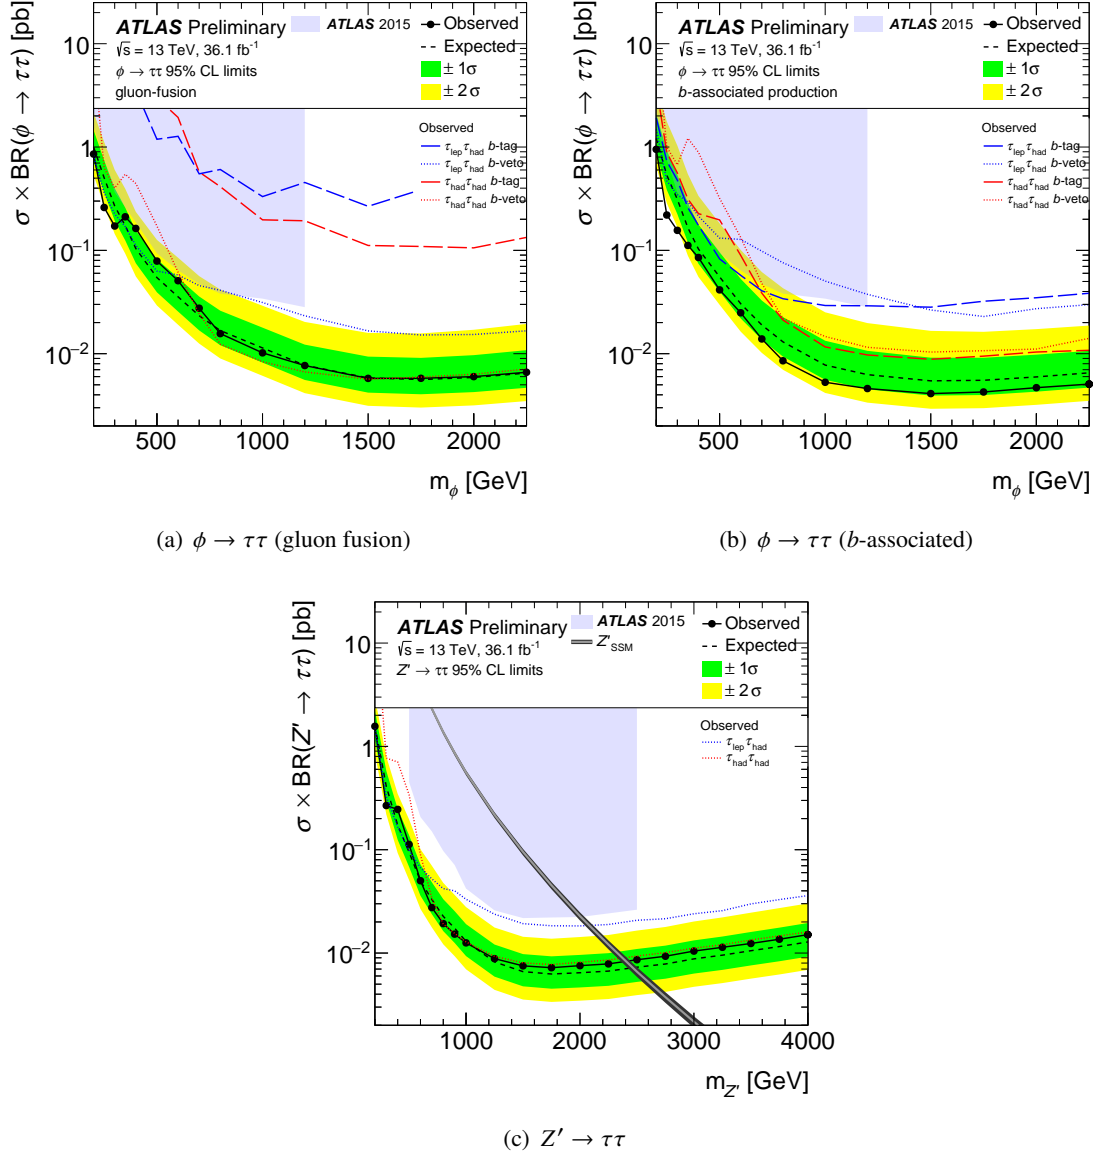 σ × BR(ϕ → ττ) [pb]
ATLAS Preliminary
√s = 13 TeV, 36.1 fb⁻¹
ϕ → ττ 95% CL limits
gluon-fusion
ATLAS 2015
Observed
Expected
± 1σ
± 2σ
Observed
τlep τhad b-tag
τlep τhad b-veto
τhad τhad b-tag
τhad τhad b-veto
10
1
10⁻¹
10⁻²
500 1000 1500 2000
mϕ [GeV]
(a) ϕ → ττ (gluon fusion)
σ × BR(ϕ → ττ) [pb]
ATLAS Preliminary
√s = 13 TeV, 36.1 fb⁻¹
ϕ → ττ 95% CL limits
b-associated production
ATLAS 2015
Observed
Expected
± 1σ
± 2σ
Observed
τlep τhad b-tag
τlep τhad b-veto
τhad τhad b-tag
τhad τhad b-veto
10
1
10⁻¹
10⁻²
500 1000 1500 2000
mϕ [GeV]
(b) ϕ → ττ (b-associated)
σ × BR(Z′ → ττ) [pb]
ATLAS Preliminary
√s = 13 TeV, 36.1 fb⁻¹
Z′ → ττ 95% CL limits
ATLAS 2015
Z′SSM
Observed
Expected
± 1σ
± 2σ
Observed
τlep τhad
τhad τhad
10
1
10⁻¹
10⁻²
1000 2000 3000 4000
mZ′ [GeV]
(c) Z′ → ττ